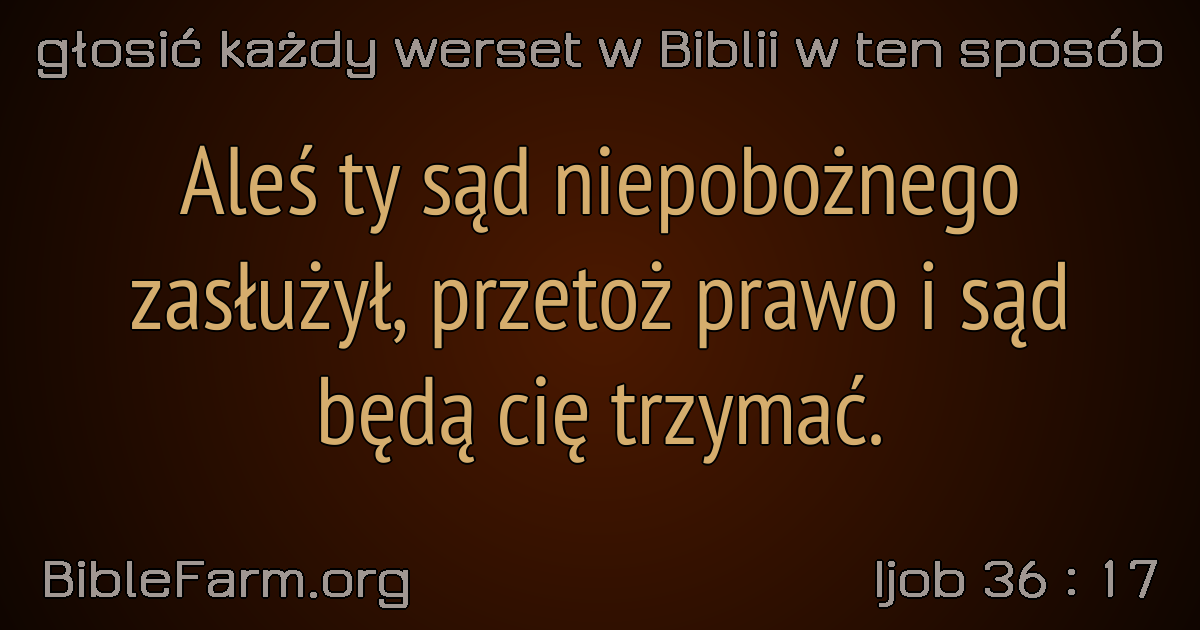 głosić każdy werset w Biblii w ten sposób
Aleś ty sąd niepobożnego
zasłużył, przetoż prawo i sąd
będą cię trzymać.
BibleFarm.org
Ijob 36 : 17